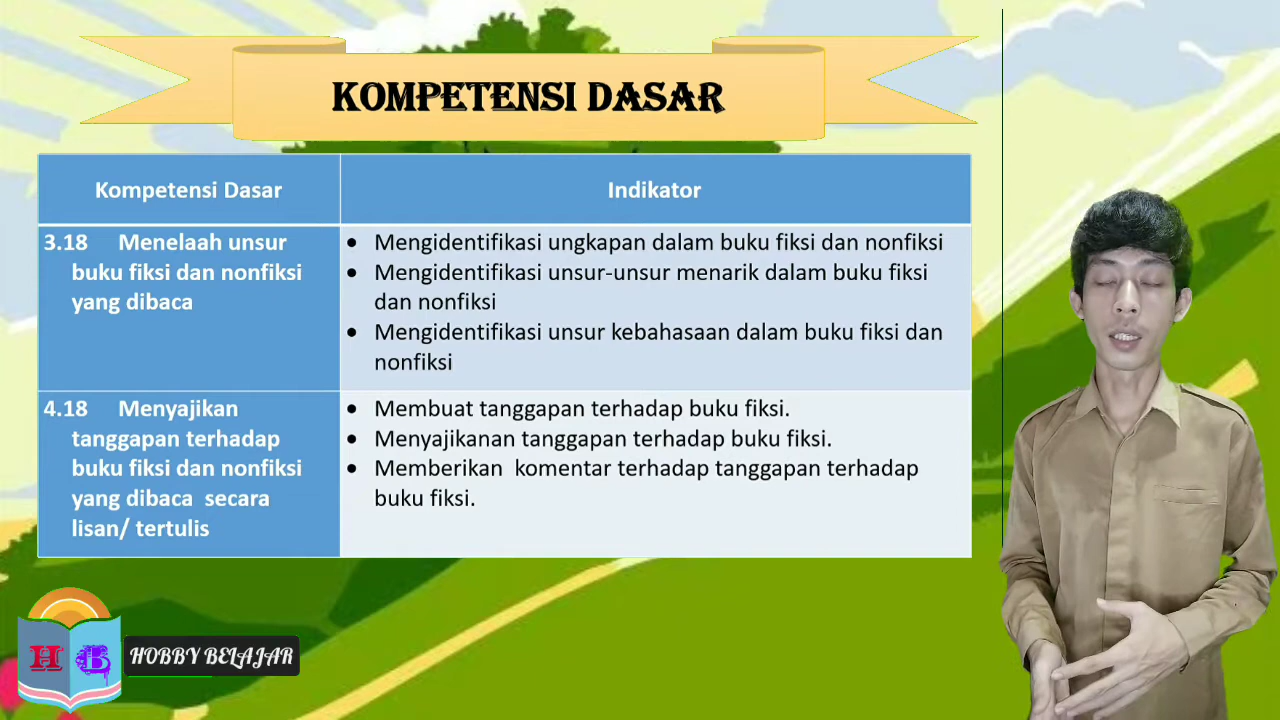 KOMPETENSI DASAR
Kompetensi Dasar
Indikator
3.18 Menelaah unsur
buku fiksi dan nonfiksi
yang dibaca
• Mengidentifikasi ungkapan dalam buku fiksi dan nonfiksi
• Mengidentifikasi unsur-unsur menarik dalam buku fiksi
dan nonfiksi
• Mengidentifikasi unsur kebahasaan dalam buku fiksi dan
nonfiksi
4.18 Menyajikan
tanggapan terhadap
buku fiksi dan nonfiksi
yang dibaca secara
lisan/ tertulis
• Membuat tanggapan terhadap buku fiksi.
• Menyajikanan tanggapan terhadap buku fiksi.
• Memberikan komentar terhadap tanggapan terhadap
buku fiksi.
H B
HOBBY BELAJAR